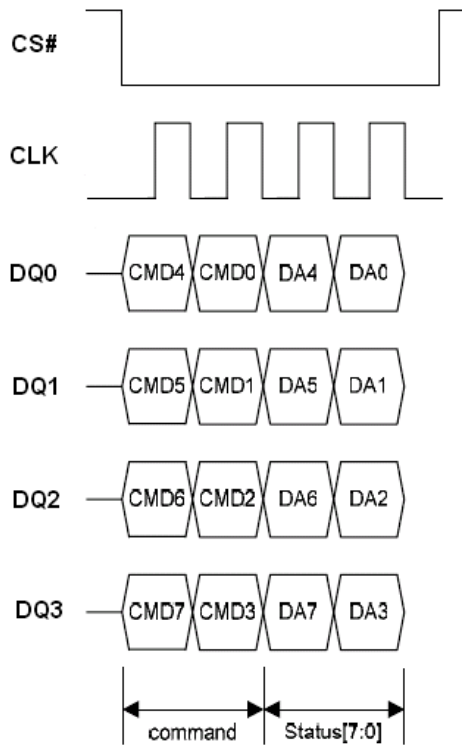 CS#
CLK
DQ0 CMD4 CMD0 DA4 DA0
DQ1 CMD5 CMD1 DA5 DA1
DQ2 CMD6 CMD2 DA6 DA2
DQ3 CMD7 CMD3 DA7 DA3
command Status[7:0]